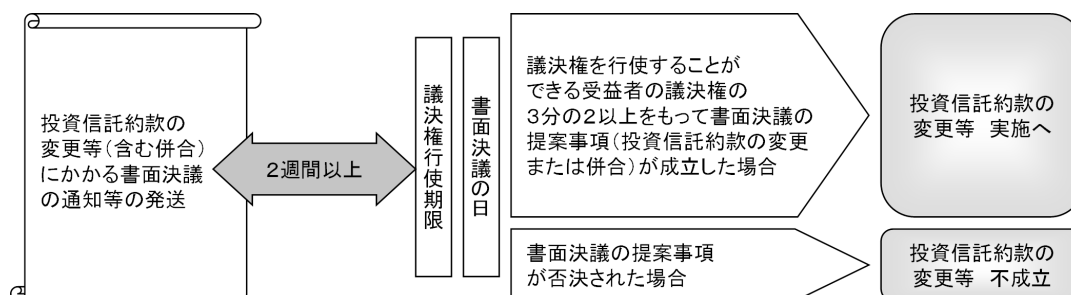 投資信託約款の
変更等（含む併合）
にかかる書面決議
の通知等の発送
2週間以上
議決権行使期限
書面決議の日
議決権を行使することが
できる受益者の議決権の
3分の2以上をもって書面決議の
提案事項（投資信託約款の変更
または併合）が成立した場合
投資信託約款の
変更等　実施へ
書面決議の提案事項
が否決された場合
投資信託約款の
変更等　不成立